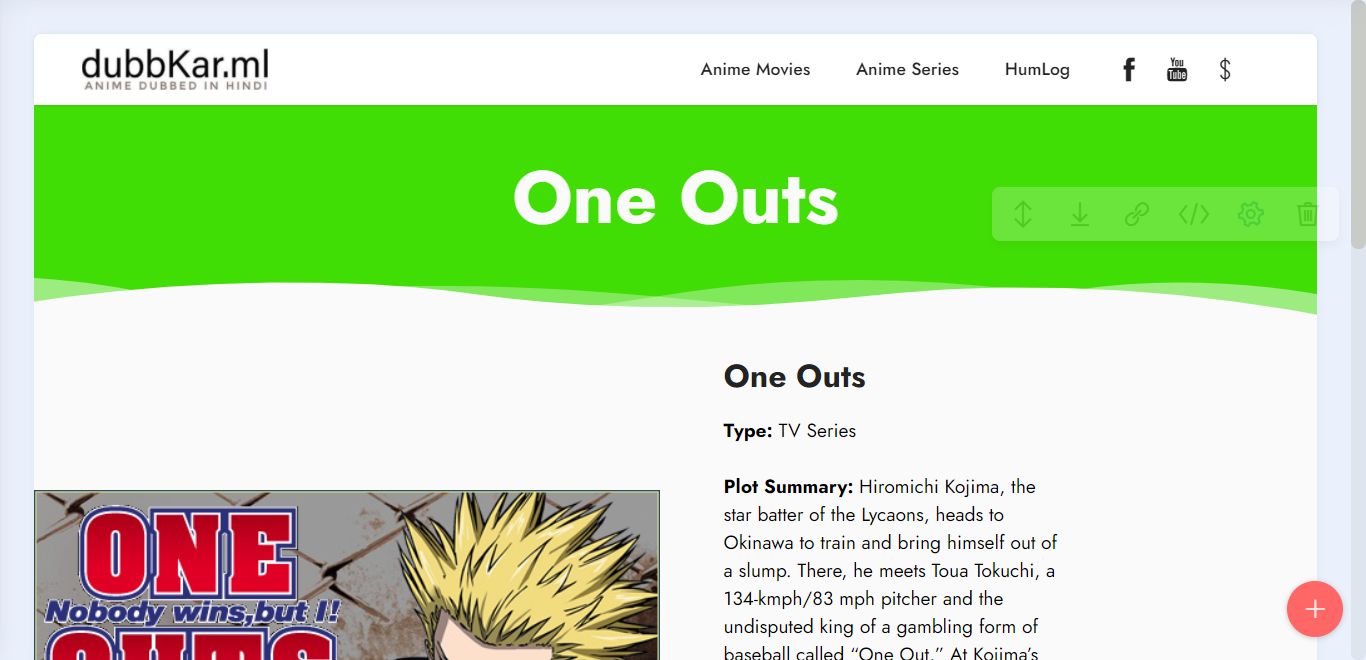 dubbKar.ml
ANIME DUBBED IN HINDI
Anime Movies
Anime Series
HumLog
You
Tube
$
One Outs
One Outs
Type: TV Series
Plot Summary: Hiromichi Kojima, the
star batter of the Lycaons, heads to
Okinawa to train and bring himself out of
a slump. There, he meets Toua Tokuchi, a
134-kmph/83 mph pitcher and the
undisputed king of a gambling form of
baseball called “One Out.” At Kojima’s
ONE
Nobody wins,but I!
OUTS